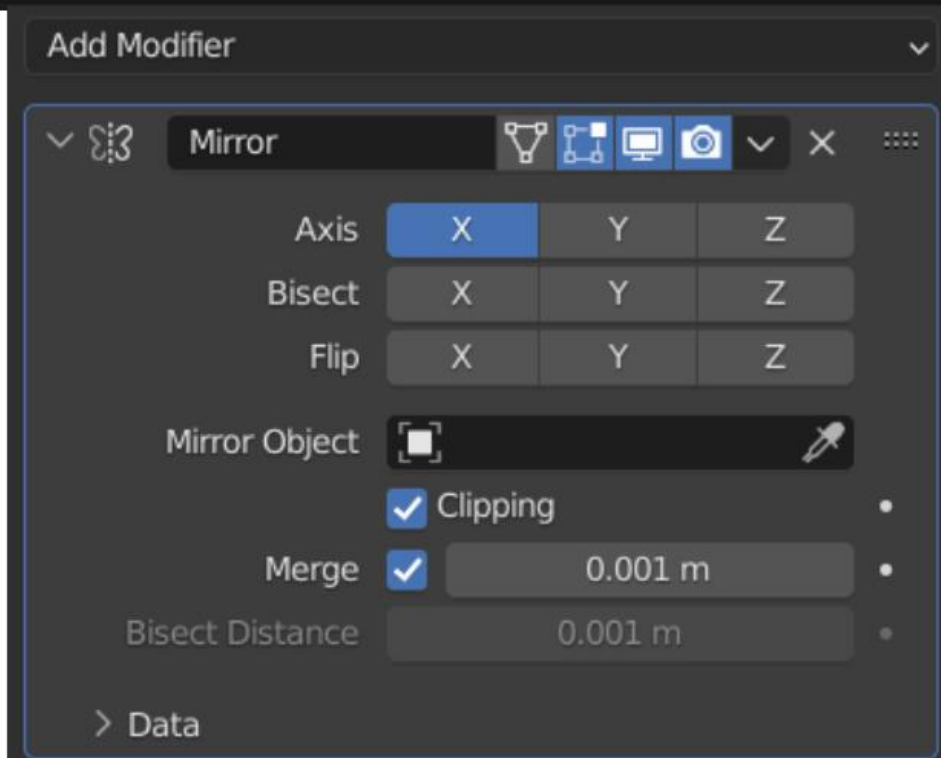 Add Modifier
Mirror
Axis X Y Z
Bisect X Y Z
Flip X Y Z
Mirror Object
Clipping
Merge 0.001 m
Bisect Distance 0.001 m
Data